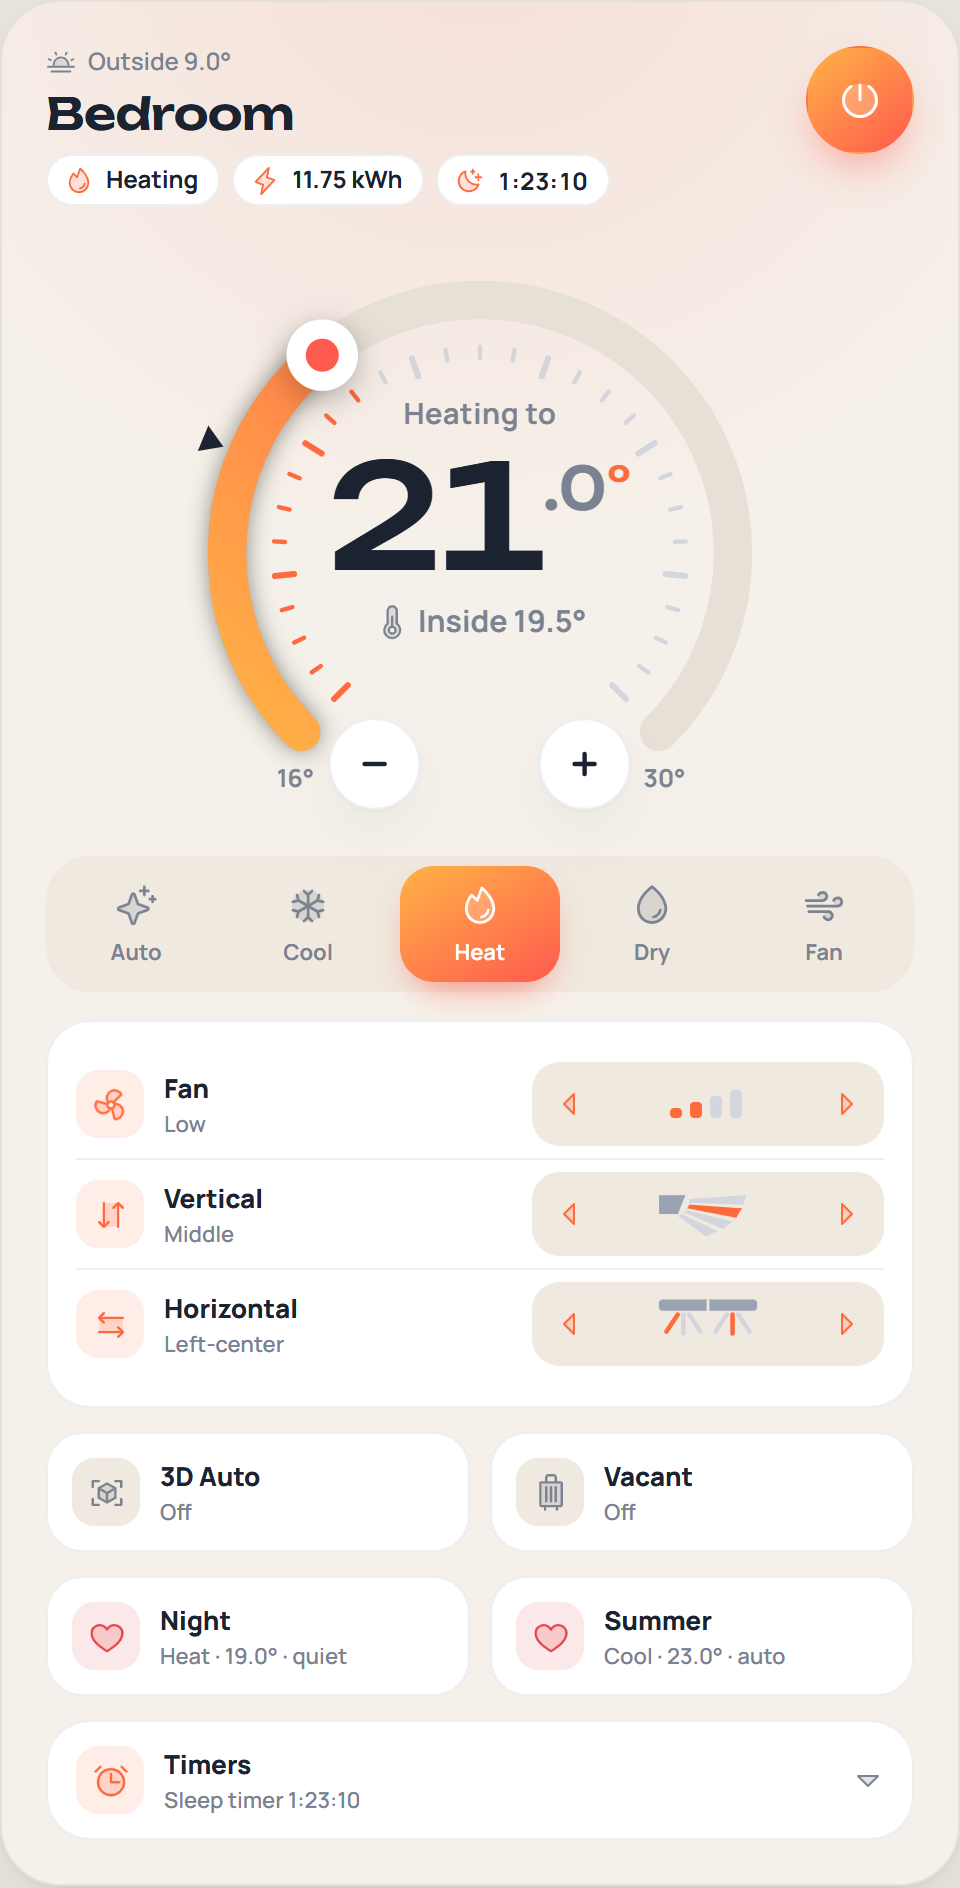 Outside 9.0°
Bedroom
Heating
11.75 kWh
1:23:10
Heating to
21.0°
Inside 19.5°
16°
30°
Auto
Cool
Heat
Dry
Fan
Fan
Low
Vertical
Middle
Horizontal
Left-center
3D Auto
Off
Vacant
Off
Night
Heat · 19.0° · quiet
Summer
Cool · 23.0° · auto
Timers
Sleep timer 1:23:10